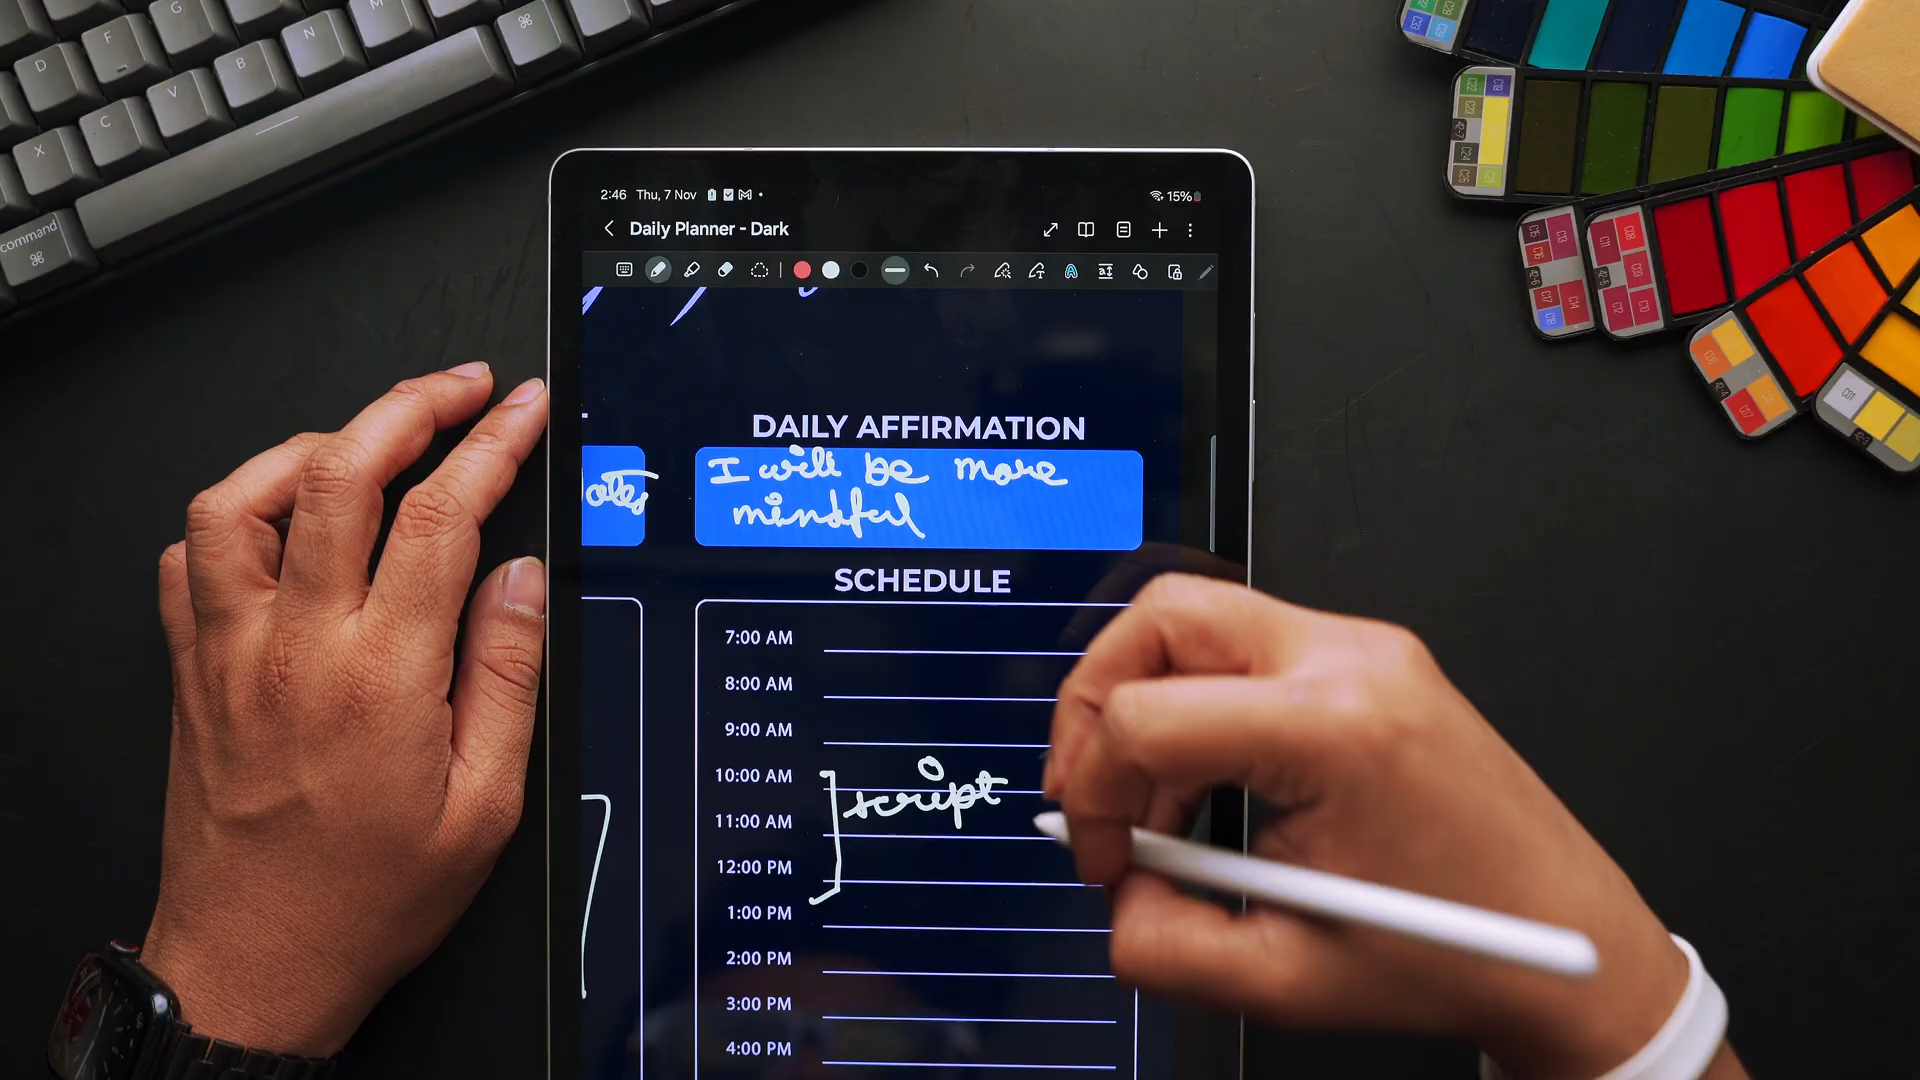 D
F
G
N
M
X
C
V
B
⌘
command
⌘
2:46 Thu, 7 Nov
15%
Daily Planner - Dark
DAILY AFFIRMATION
I will be more
mindful
SCHEDULE
7:00 AM
8:00 AM
9:00 AM
10:00 AM
script
11:00 AM
12:00 PM
1:00 PM
2:00 PM
3:00 PM
4:00 PM
C01